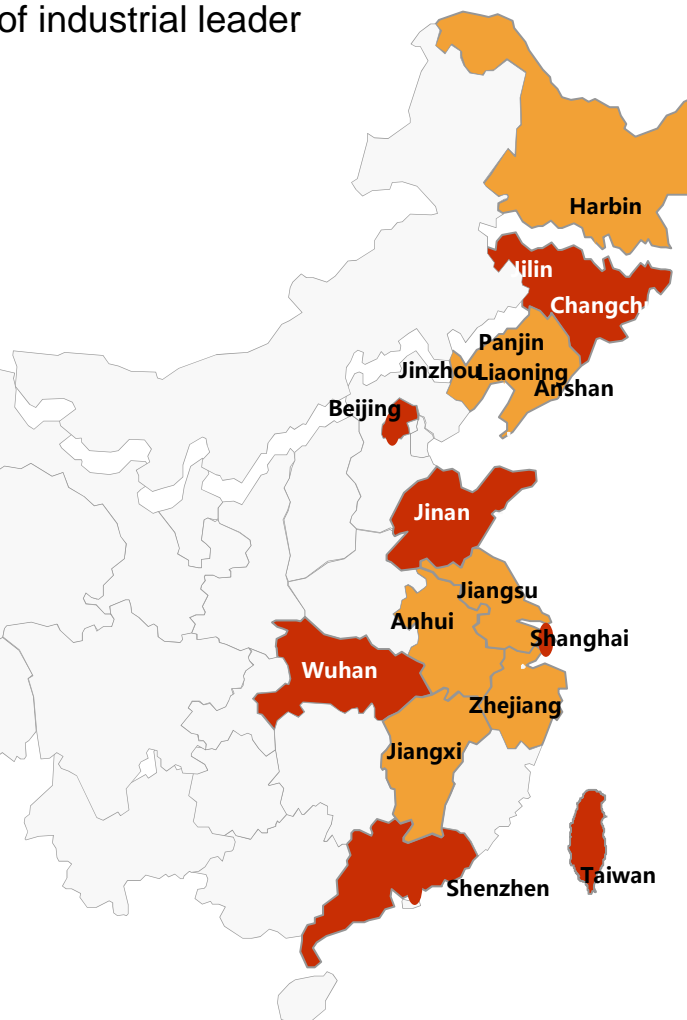 of industrial leader
Harbin
Jilin
Changch
Panjin
Jinzhou
Liaoning
Anshan
Beijing
Jinan
Jiangsu
Anhui
Shanghai
Wuhan
Zhejiang
Jiangxi
Taiwan
Shenzhen